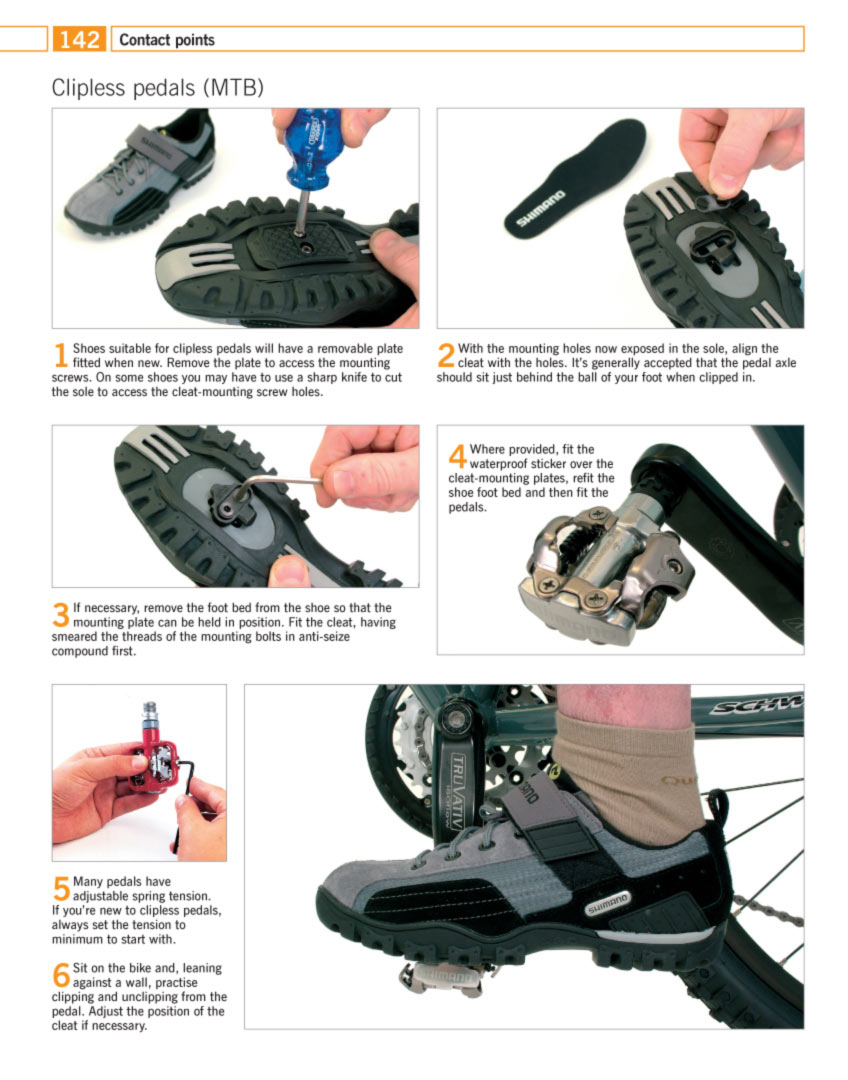 142
Contact points
Clipless pedals (MTB)
SHIMANO
SHIMANO
1 Shoes suitable for clipless pedals will have a removable plate
fitted when new. Remove the plate to access the mounting
screws. On some shoes you may have to use a sharp knife to cut
the sole to access the cleat-mounting screw holes.
2 With the mounting holes now exposed in the sole, align the
cleat with the holes. It's generally accepted that the pedal axle
should sit just behind the ball of your foot when clipped in.
4 Where provided, fit the
waterproof sticker over the
cleat-mounting plates, refit the
shoe foot bed and then fit the
pedals.
3 If necessary, remove the foot bed from the shoe so that the
mounting plate can be held in position. Fit the cleat, having
smeared the threads of the mounting bolts in anti-seize
compound first.
SHIMANO
5 Many pedals have
adjustable spring tension.
If you're new to clipless pedals,
always set the tension to
minimum to start with.
6 Sit on the bike and, leaning
against a wall, practise
clipping and unclipping from the
pedal. Adjust the position of the
cleat if necessary.
SCHW
TRUVATIV
SHIMANO
SHIMANO